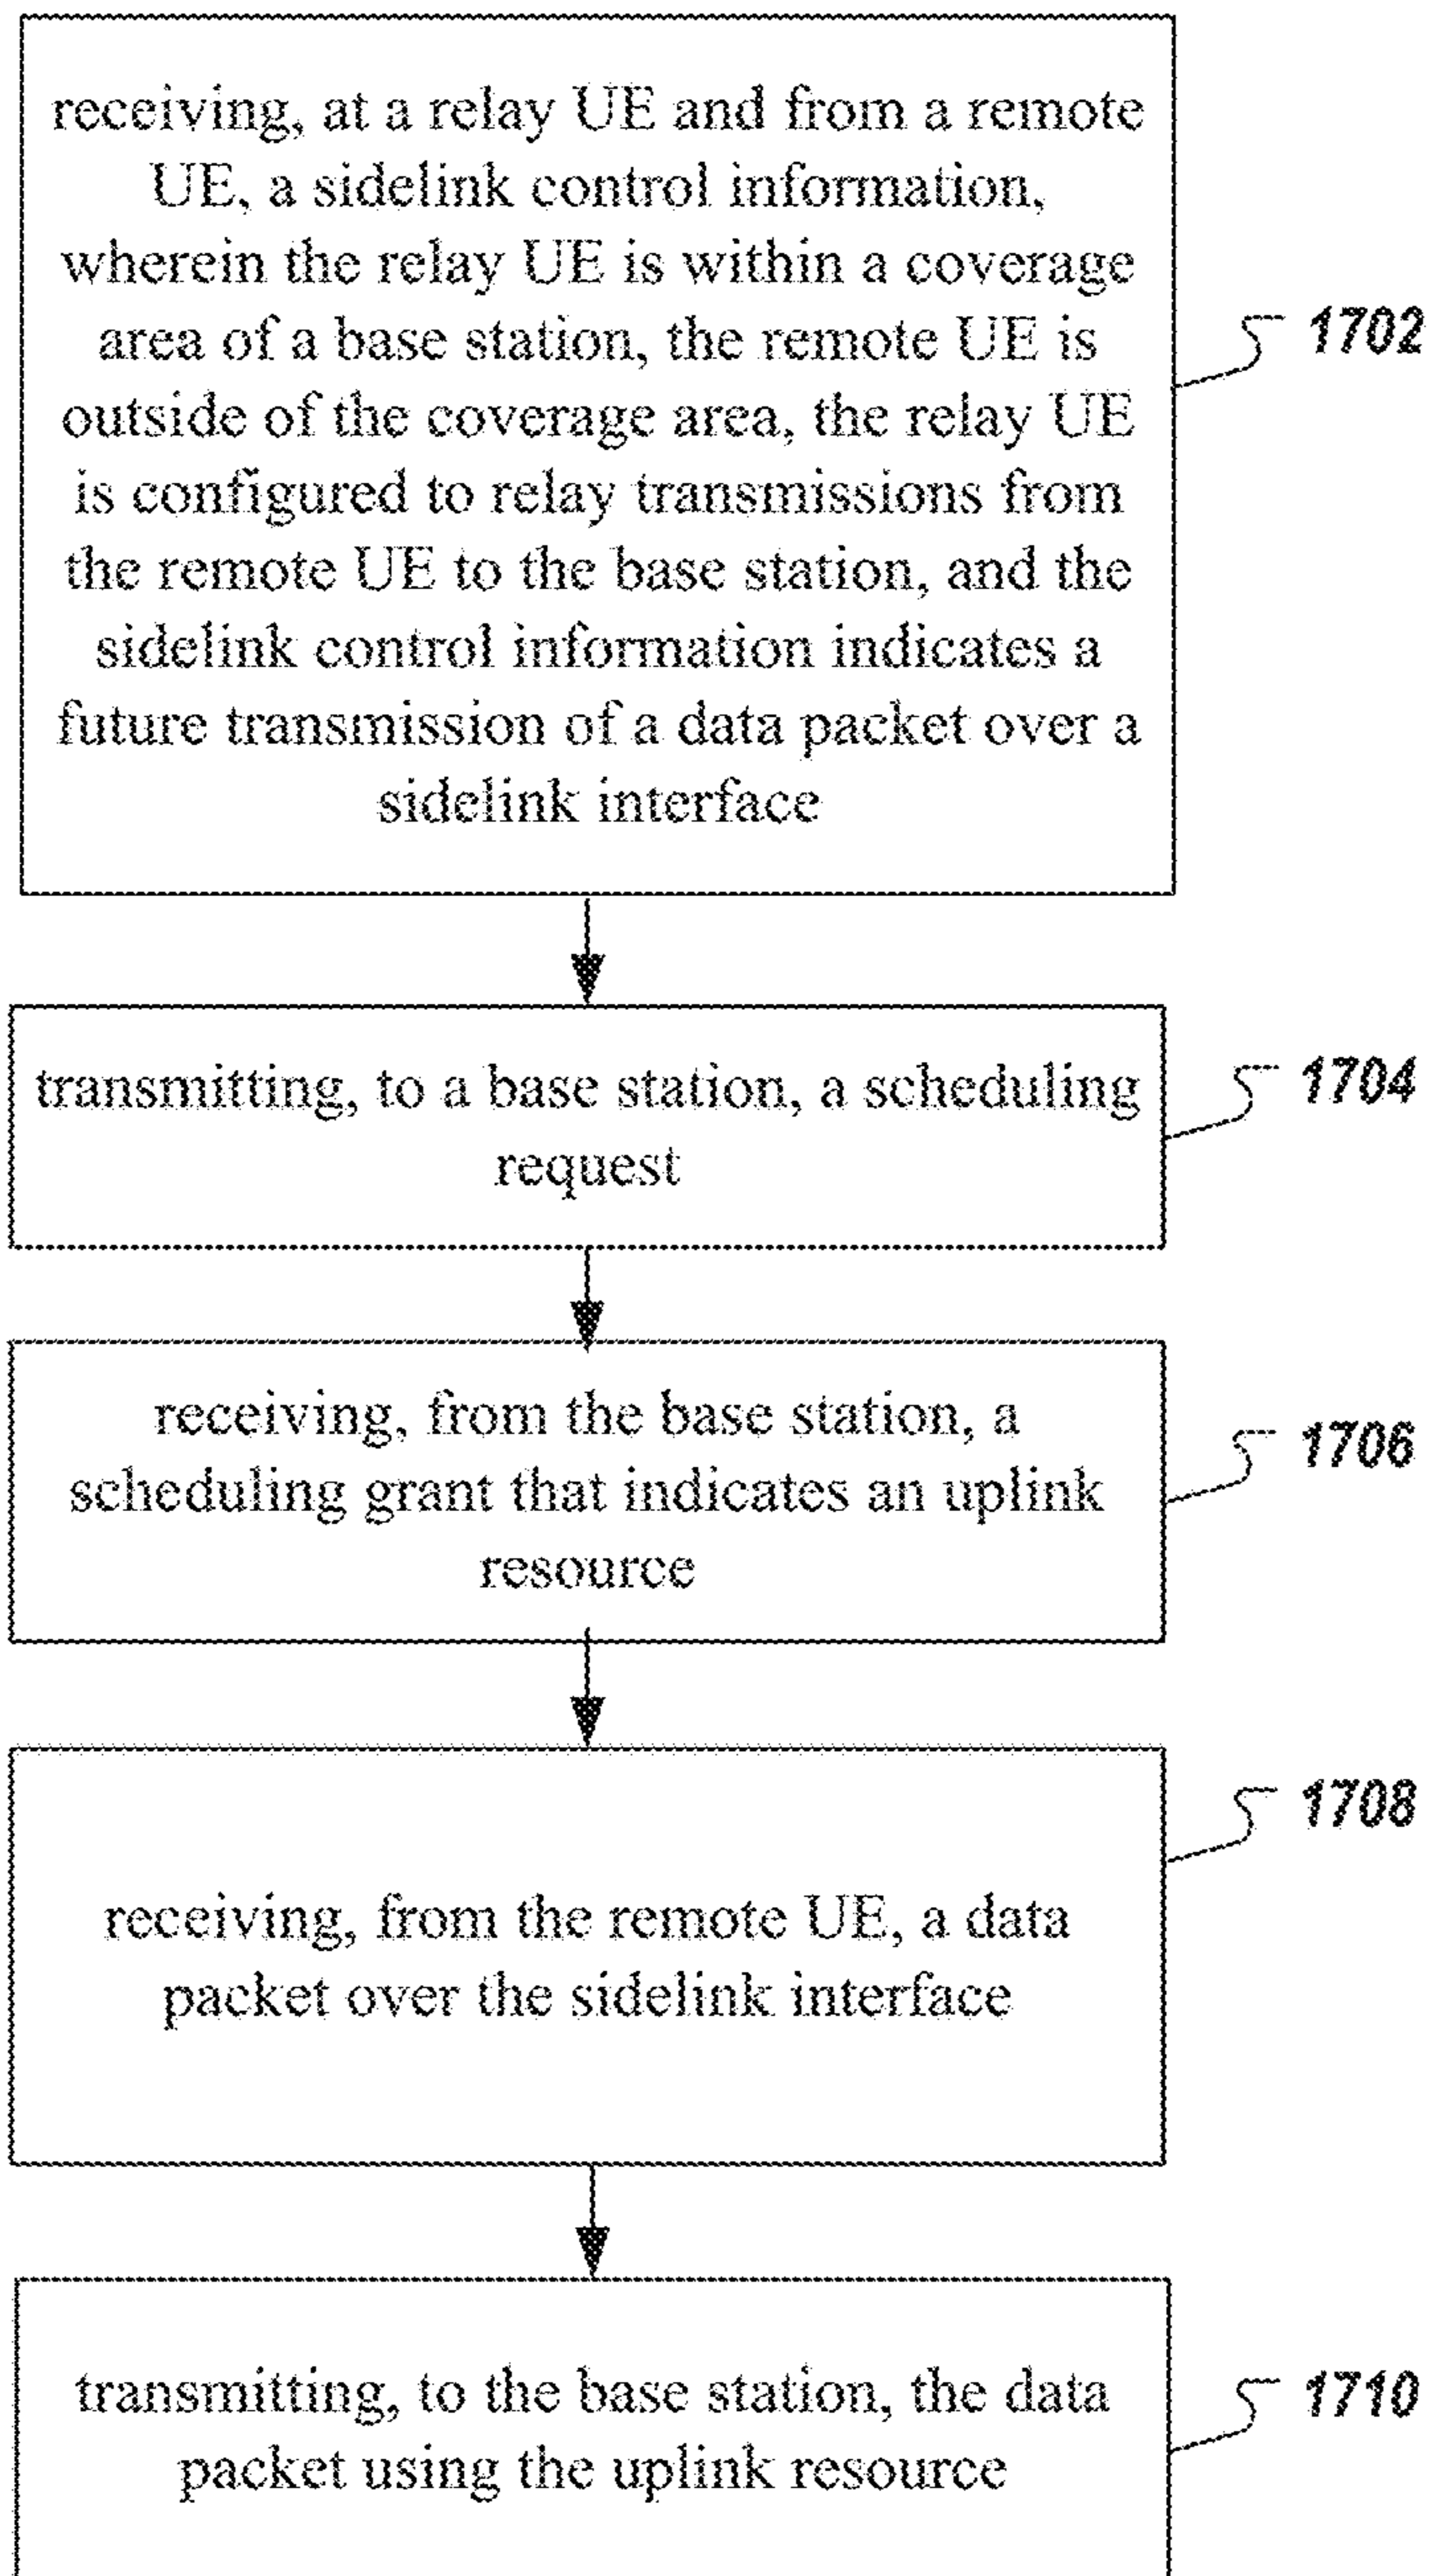 receiving, at a relay UE and from a remote
UE, a sidelink control information,
wherein the relay UE is within a coverage
area of a base station, the remote UE is
outside of the coverage area, the relay UE
is configured to relay transmissions from
the remote UE to the base station, and the
sidelink control information indicates a
future transmission of a data packet over a
sidelink interface
1702
transmitting, to a base station, a scheduling
request
1704
receiving, from the base station, a
scheduling grant that indicates an uplink
resource
1706
receiving, from the remote UE, a data
packet over the sidelink interface
1708
transmitting, to the base station, the data
packet using the uplink resource
1710